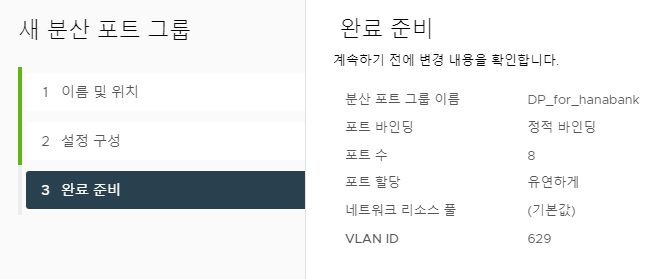 새 분산 포트 그룹
1 이름 및 위치
2 설정 구성
3 완료 준비
완료 준비
계속하기 전에 변경 내용을 확인합니다.
분산 포트 그룹 이름 DP_for_hanabank
포트 바인딩 정적 바인딩
포트 수 8
포트 할당 유연하게
네트워크 리소스 풀 (기본값)
VLAN ID 629